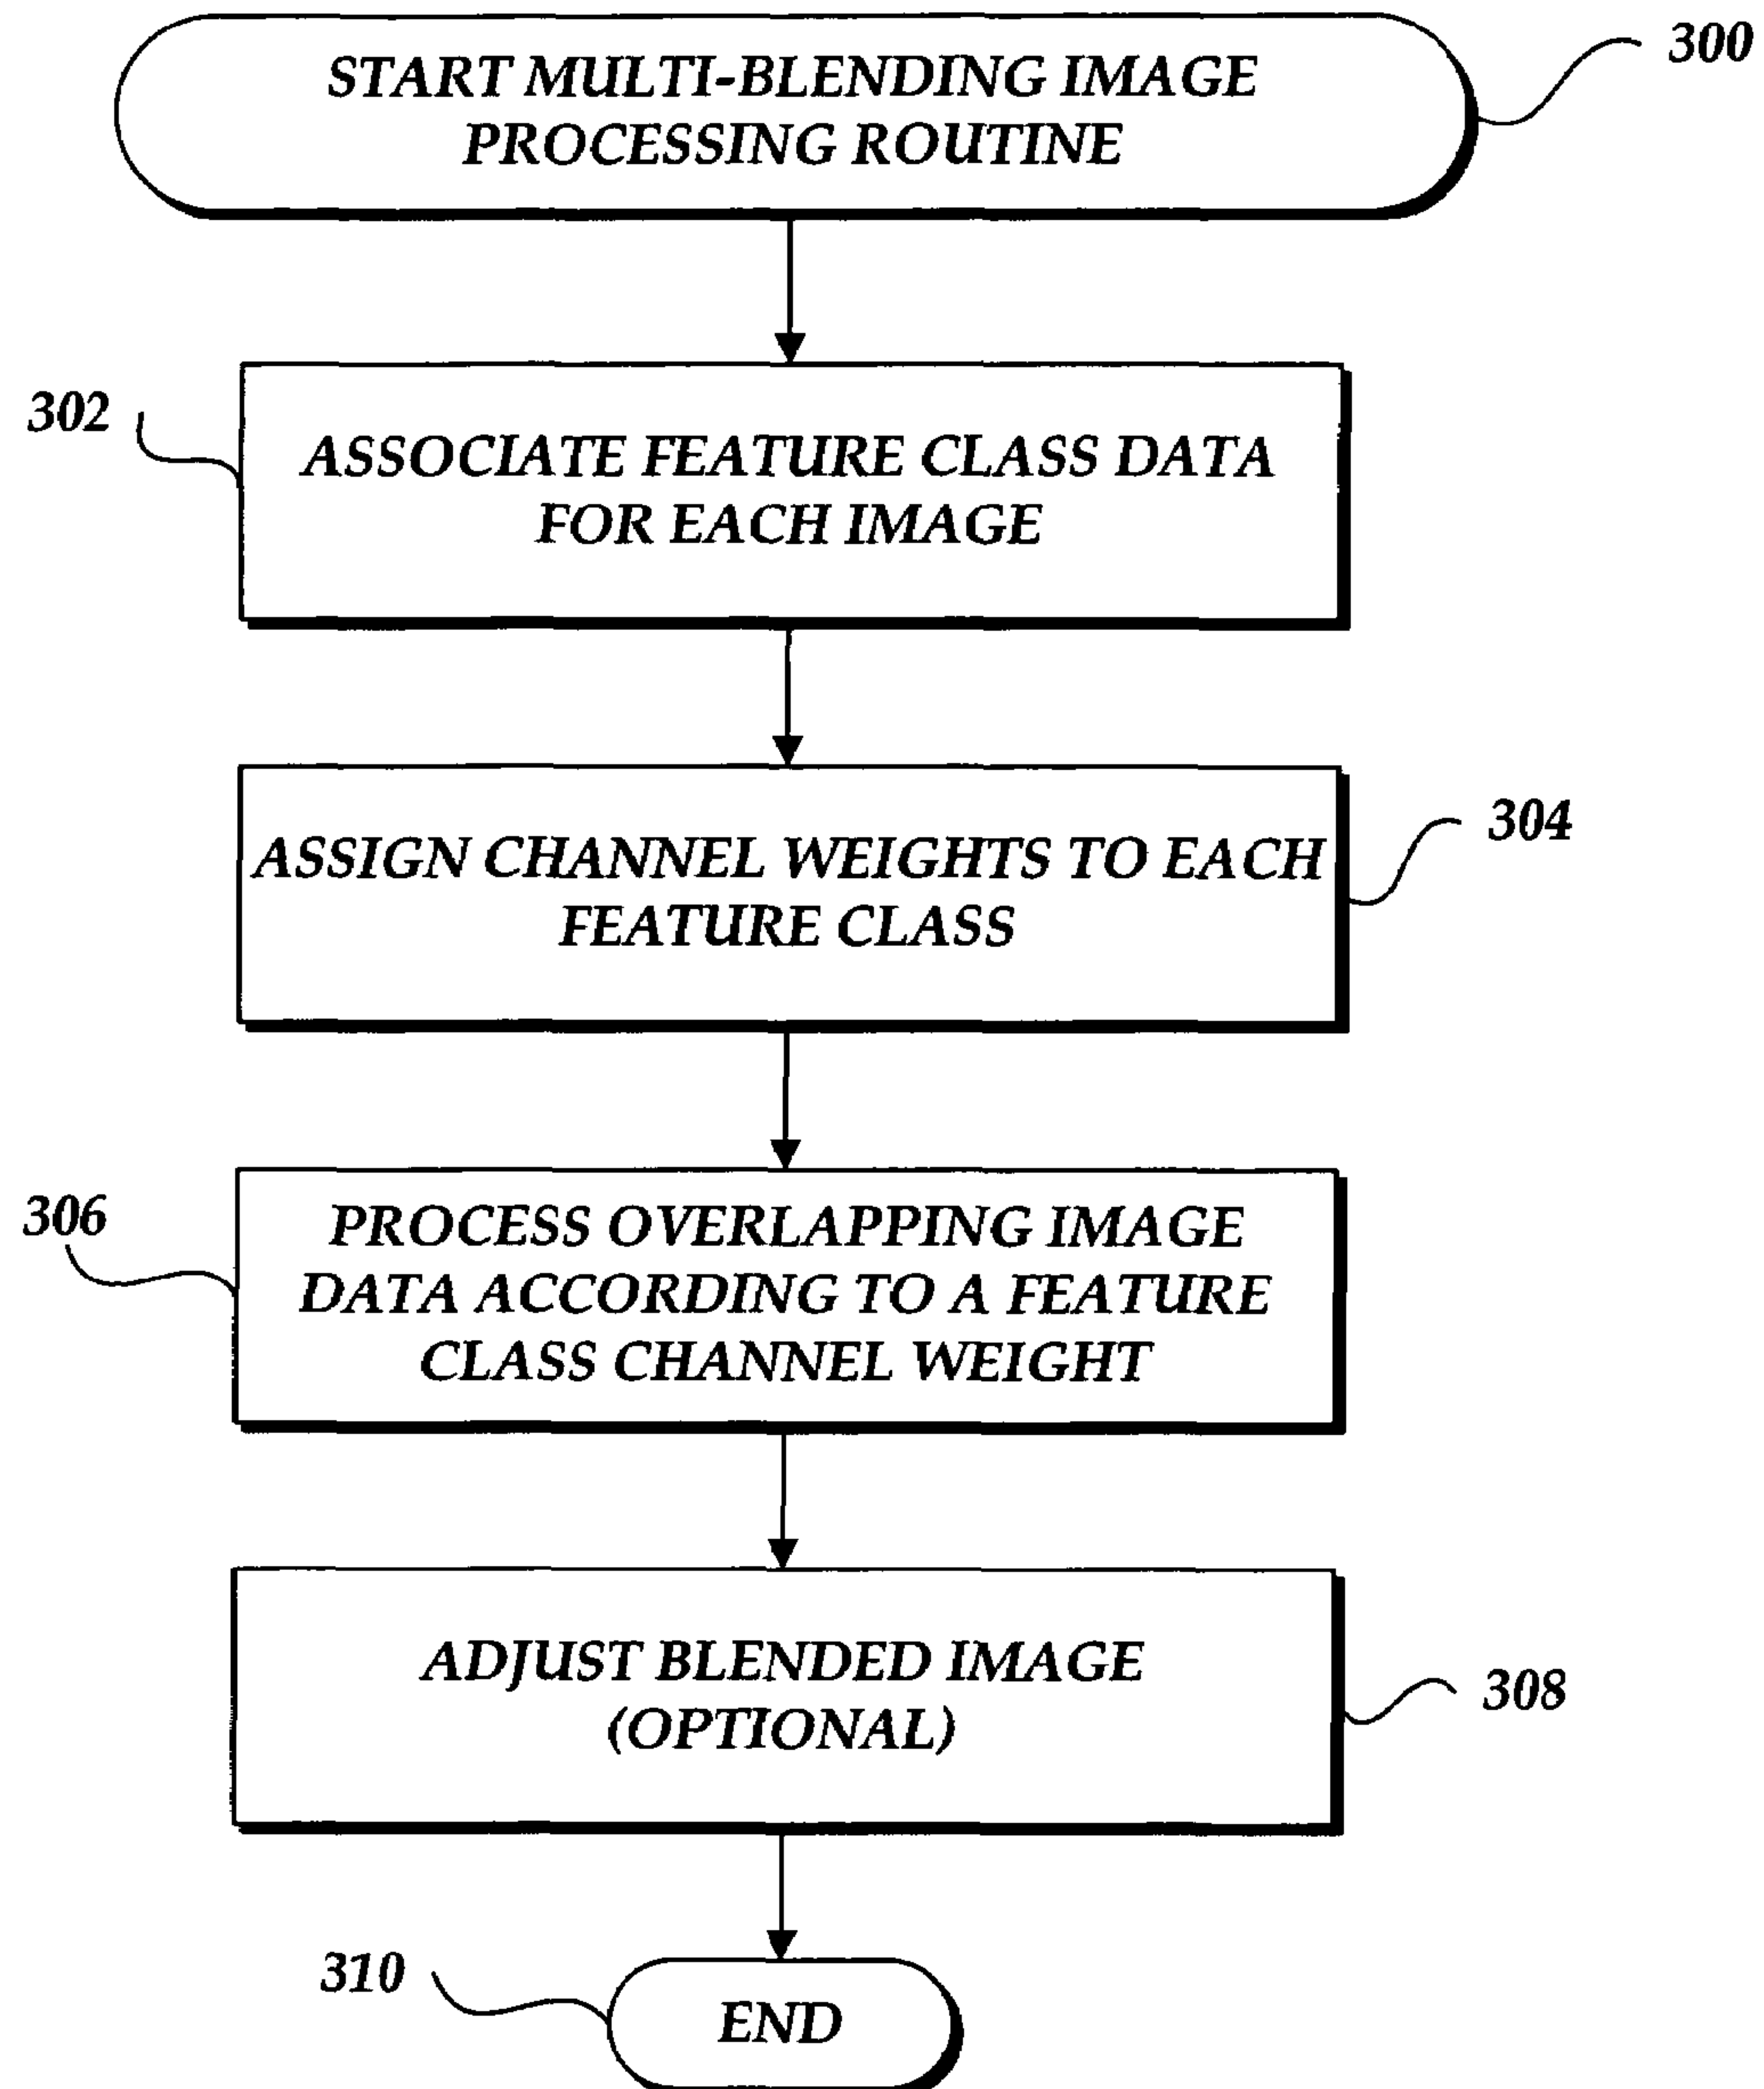 START MULTI-BLENDING IMAGE
PROCESSING ROUTINE
300
302
ASSOCIATE FEATURE CLASS DATA
FOR EACH IMAGE
ASSIGN CHANNEL WEIGHTS TO EACH
FEATURE CLASS
304
306
PROCESS OVERLAPPING IMAGE
DATA ACCORDING TO A FEATURE
CLASS CHANNEL WEIGHT
ADJUST BLENDED IMAGE
(OPTIONAL)
308
310
END